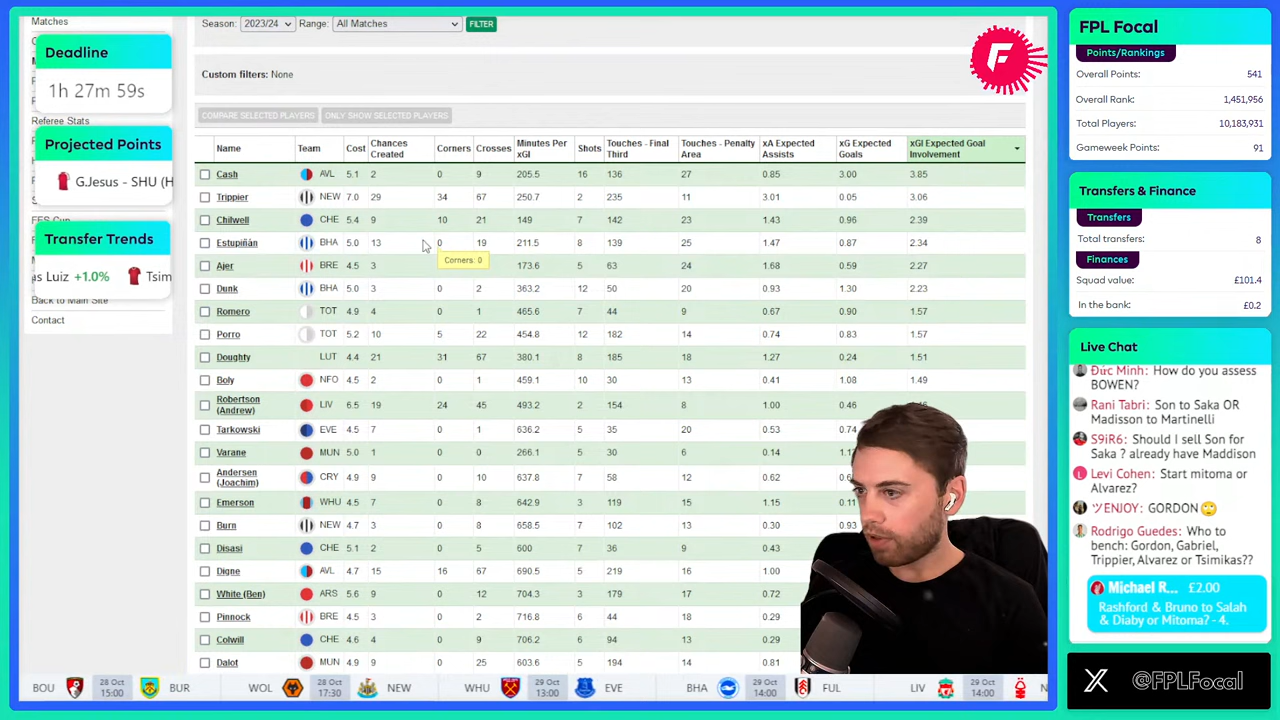 Matches
Season: 2023/24 Range: All Matches FILTER
Deadline
1h 27m 59s
Custom filters: None
Referee Stats
COMPARE SELECTED PLAYERS ONLY SHOW SELECTED PLAYERS
Projected Points
G.Jesus - SHU (H
Transfer Trends
as Luiz +1.0% Tsim
Back to Main Site
Contact
Name Team Cost Chances Created Corners Crosses Minutes Per xGI Shots Touches - Final Third Touches - Penalty Area xA Expected Assists xG Expected Goals xGI Expected Goal Involvement
Cash AVL 5.1 2 0 9 205.5 16 136 27 0.85 3.00 3.85
Trippier NEW 7.0 29 34 67 250.7 2 235 11 3.01 0.05 3.06
Chilwell CHE 5.4 9 10 21 149 7 142 23 1.43 0.96 2.39
Estupiñán BHA 5.0 13 0 19 211.5 8 139 25 1.47 0.87 2.34
Corners: 0
Ajer BRE 4.5 3 173.6 5 63 24 1.68 0.59 2.27
Dunk BHA 5.0 3 0 2 363.2 12 50 20 0.93 1.30 2.23
Romero TOT 4.9 4 0 1 465.6 7 44 9 0.67 0.90 1.57
Porro TOT 5.2 10 5 22 454.8 12 182 14 0.74 0.83 1.57
Doughty LUT 4.4 21 31 67 380.1 8 185 18 1.27 0.24 1.51
Boly NFO 4.5 2 0 1 459.1 10 30 13 0.41 1.08 1.49
Robertson (Andrew) LIV 6.5 19 24 45 493.2 2 154 8 1.00 0.46
Tarkowski EVE 4.5 7 0 1 636.2 5 35 20 0.53 0.74
Varane MUN 5.0 1 0 0 266.1 5 30 6 0.14
Andersen (Joachim) CRY 4.9 9 0 10 637.8 7 58 12 0.62
Emerson WHU 4.5 7 0 8 642.9 3 119 15 1.15 0.11
Burn NEW 4.7 3 0 8 658.5 7 102 13 0.30 0.93
Disasi CHE 5.1 2 0 5 600 7 36 9 0.43
Digne AVL 4.7 15 16 67 690.5 5 219 16 1.00
White (Ben) ARS 5.6 9 0 9 704.3 3 179 17 0.72
Pinnock BRE 4.5 3 0 1 716.8 6 44 18 0.29
Colwill CHE 4.6 4 0 9 706.2 6 94 13 0.29
Dalot MUN 4.9 9 0 25 603.6 5 194 14 0.81
BOU 28 Oct 15:00 BUR WOL 28 Oct 17:30 NEW WHU 29 Oct 13:00 EVE BHA 29 Oct 14:00 FUL LIV 29 Oct 14:00 N
FPL Focal
Points/Rankings
Overall Points: 541
Overall Rank: 1,451,956
Total Players: 10,183,931
Gameweek Points: 91
Transfers & Finance
Transfers
Total transfers: 8
Finances
Squad value: £101.4
In the bank: £0.2
Live Chat
Đức Minh: How do you assess
BOWEN?
Rani Tabri: Son to Saka OR
Madisson to Martinelli
S9iR6: Should I sell Son for
Saka ? already have Maddison
Levi Cohen: Start mitoma or
Alvarez?
ツENJOY: GORDON🙄
Rodrigo Guedes: Who to
bench: Gordon, Gabriel,
Trippier, Alvarez or Tsimikas??
Michael R... £2.00
Rashford & Bruno to Salah
& Diaby or Mitoma? - 4.
X @FPLFocal